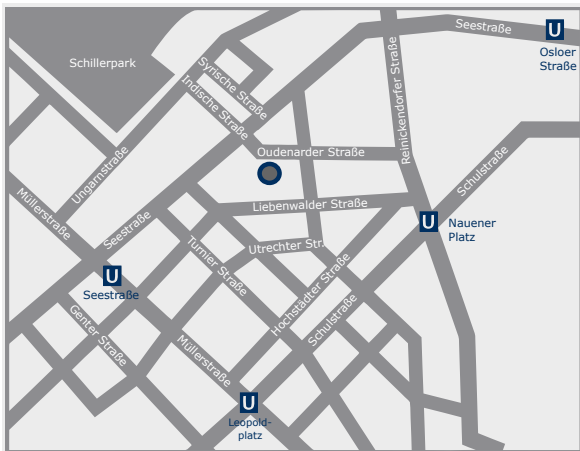 Seestraße
U
Osloer
Straße
Schillerpark
Syrische Straße
Indische Straße
Reinickendorfer Straße
Oudenarder Straße
Ungarnstraße
Schulstraße
Müllerstraße
Liebenwalder Straße
Seestraße
U
Nauener
Platz
Utrechter Str.
Turiner Straße
Hochstädter Straße
U
Seestraße
Schulstraße
Genter Straße
Müllerstraße
U
Leopold-
platz